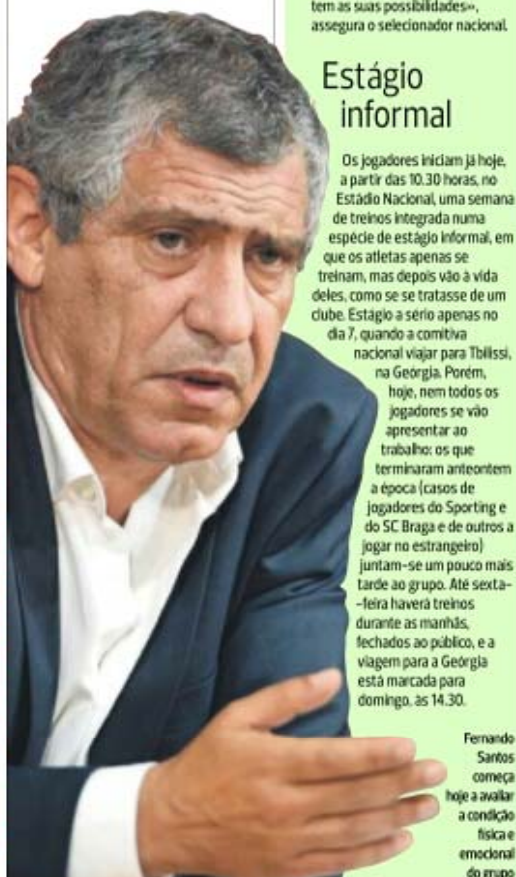 tem as suas possibilidades»,
assegura o selecionador nacional.
Estágio
informal
Os jogadores iniciam já hoje,
a partir das 10.30 horas, no
Estádio Nacional, uma semana
de treinos integrada numa
espécie de estágio informal, em
que os atletas apenas se
treinam, mas depois vão à vida
deles, como se se tratasse de um
clube. Estágio a sério apenas no
dia 7, quando a comitiva
nacional viajar para Tbilissi,
na Geórgia. Porém,
hoje, nem todos os
jogadores se vão
apresentar ao
trabalho: os que
terminaram anteontem
a época (casos de
jogadores do Sporting e
do SC Braga e de outros a
jogar no estrangeiro)
juntam-se um pouco mais
tarde ao grupo. Até sexta-
-feira haverá treinos
durante as manhãs,
fechados ao público, e a
viagem para a Geórgia
está marcada para
domingo, às 14.30.
Fernando
Santos
começa
hoje a avaliar
a condição
física e
emocional
do grupo